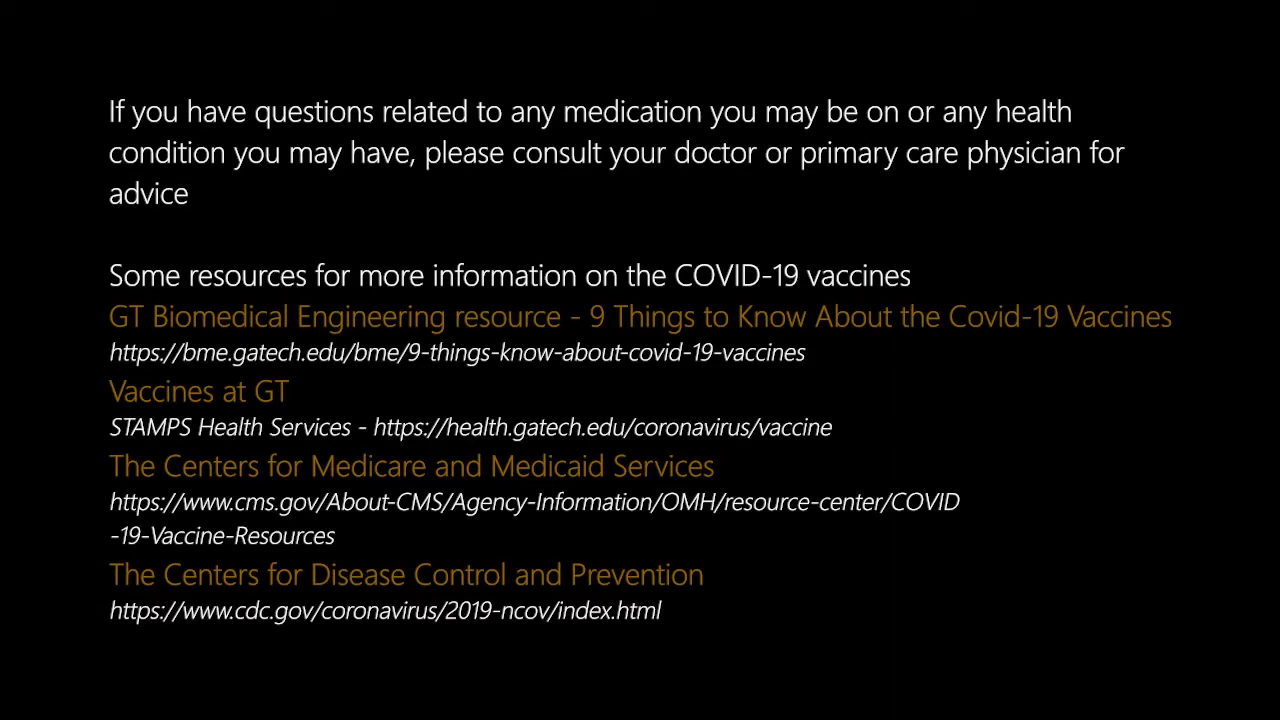 If you have questions related to any medication you may be on or any health
condition you may have, please consult your doctor or primary care physician for
advice
Some resources for more information on the COVID-19 vaccines
GT Biomedical Engineering resource - 9 Things to Know About the Covid-19 Vaccines
https://bme.gatech.edu/bme/9-things-know-about-covid-19-vaccines
Vaccines at GT
STAMPS Health Services - https://health.gatech.edu/coronavirus/vaccine
The Centers for Medicare and Medicaid Services
https://www.cms.gov/About-CMS/Agency-Information/OMH/resource-center/COVID
-19-Vaccine-Resources
The Centers for Disease Control and Prevention
https://www.cdc.gov/coronavirus/2019-ncov/index.html